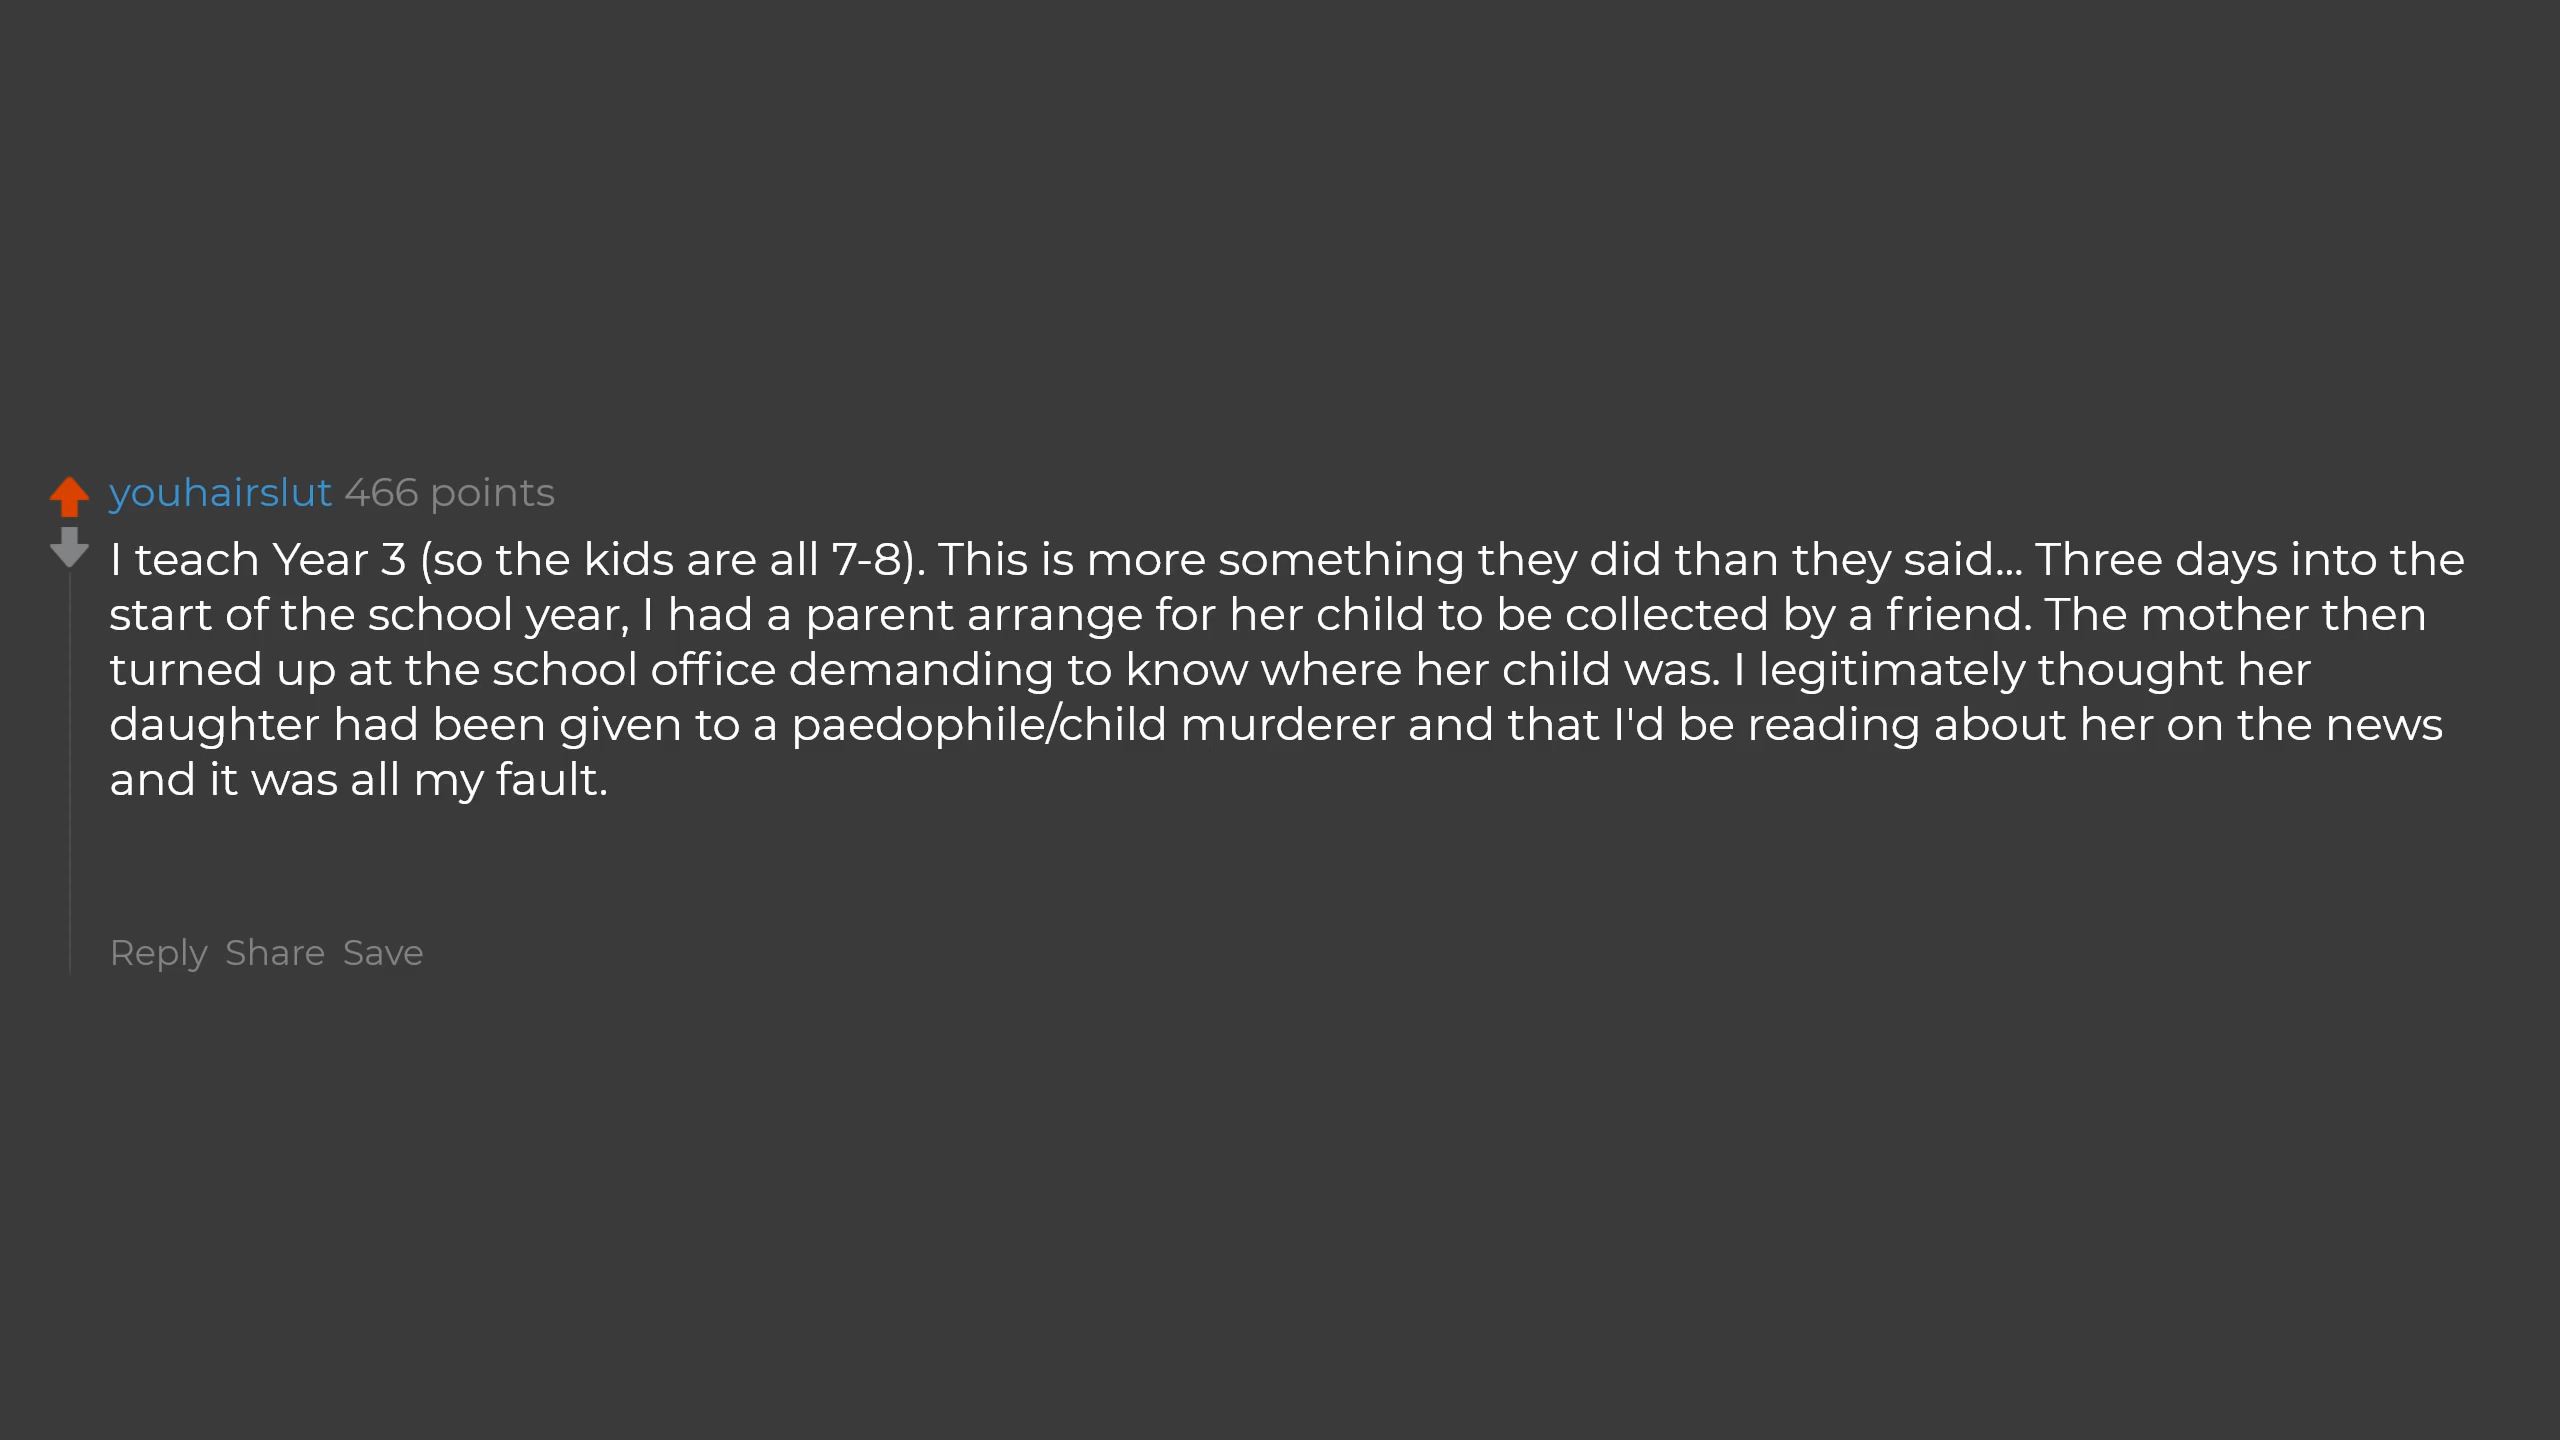 youhairslut 466 points
I teach Year 3 (so the kids are all 7-8). This is more something they did than they said... Three days into the
start of the school year, I had a parent arrange for her child to be collected by a friend. The mother then
turned up at the school office demanding to know where her child was. I legitimately thought her
daughter had been given to a paedophile/child murderer and that I'd be reading about her on the news
and it was all my fault.
Reply Share Save